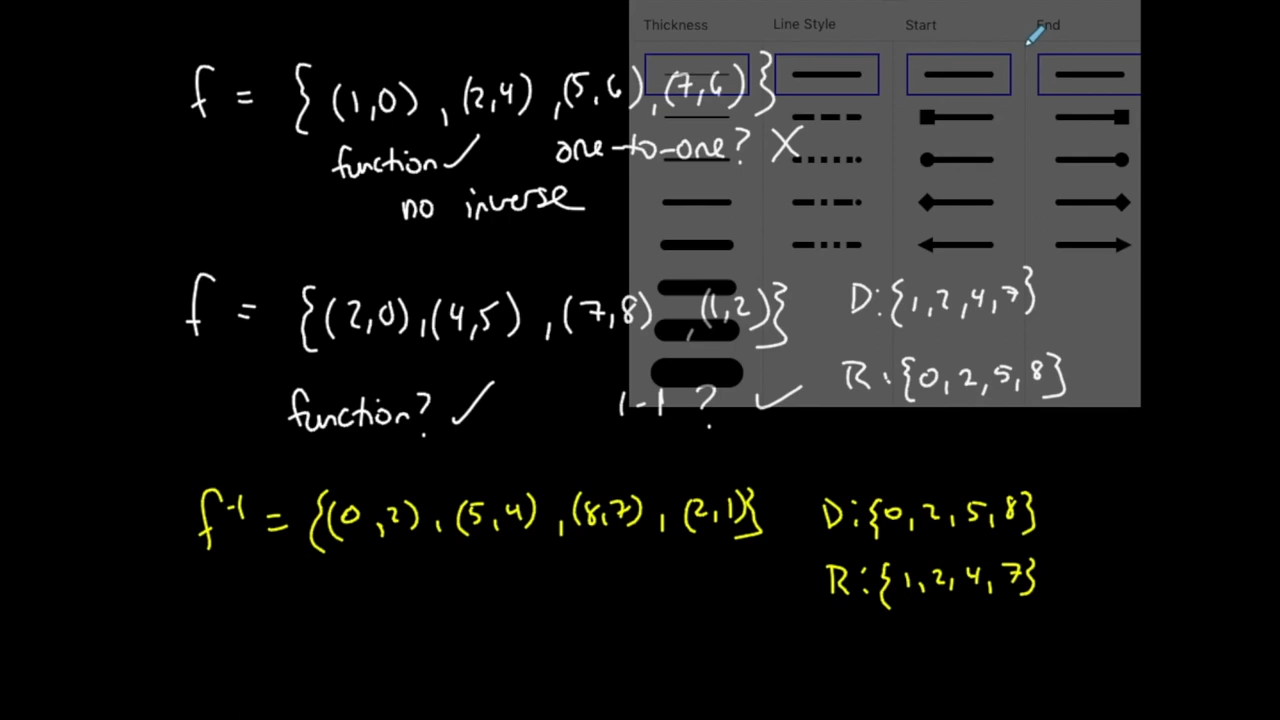 Thickness Line Style Start End
f = {(1,0), (2,4), (5,6), (7,6)}
function ✓ one-to-one? X
no inverse
f = {(2,0), (4,5), (7,8), (1,2)} D: {1,2,4,7}
R: {0,2,5,8}
function? ✓ 1-1 ? ✓
f⁻¹ = {(0,2), (5,4), (8,7), (2,1)} D: {0,2,5,8}
R: {1,2,4,7}